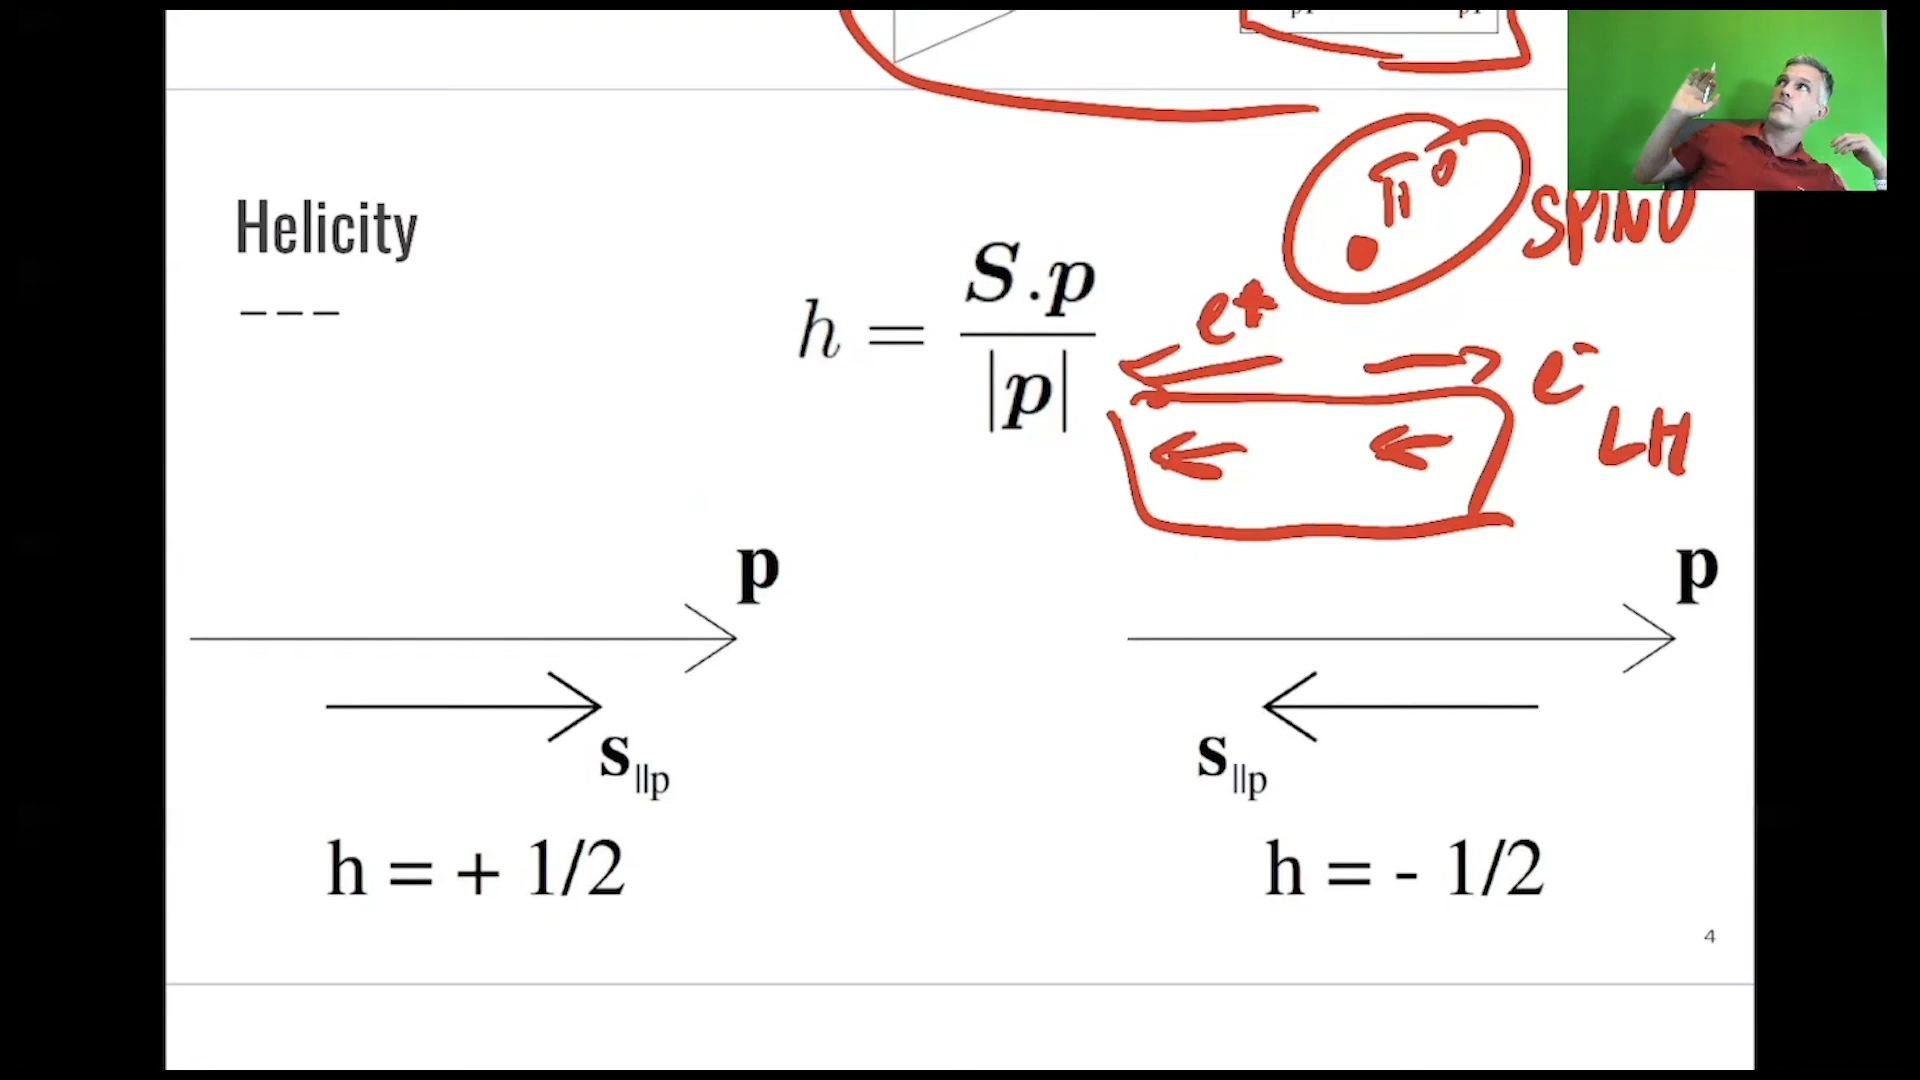 Helicity
---
h = S.p / |p|
π⁰
SPIN 0
e+
e-
LH
p
s||p
h = + 1/2
p
s||p
h = - 1/2
4